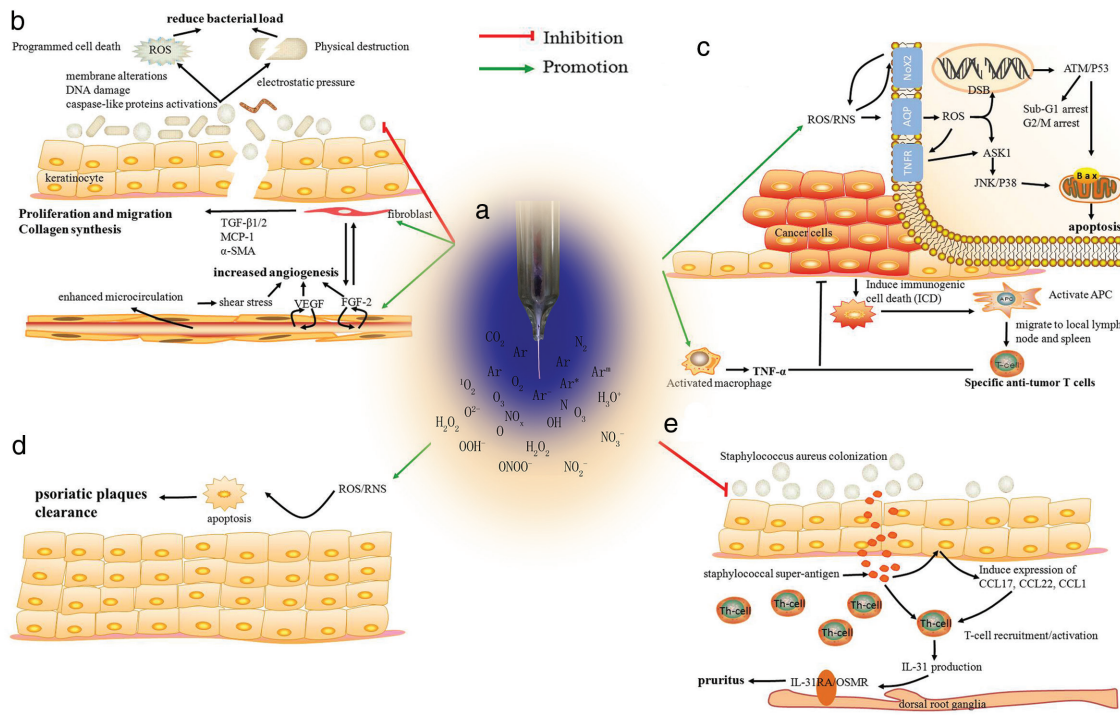 b
reduce bacterial load
Programmed cell death
ROS
Physical destruction
membrane alterations
DNA damage
caspase-like proteins activations
electrostatic pressure
keratinocyte
Proliferation and migration
Collagen synthesis
TGF-β1/2
MCP-1
α-SMA
fibroblast
increased angiogenesis
enhanced microcirculation
shear stress
VEGF
FGF-2
Inhibition
Promotion
a
CO₂
N₂
Ar
Ar
Ar
Arᵐ
¹O₂
O₂
Ar*
O₃
Ar⁻
H₃O⁺
O²⁻
NOₓ
N
O₃
H₂O₂
O
OH
NO₃⁻
OOH⁻
H₂O₂
ONOO⁻
NO₂⁻
c
NoX2
AQP
TNFR
ROS/RNS
ROS
DSB
ATM/P53
Sub-G1 arrest
G2/M arrest
ASK1
JNK/P38
Bax
apoptosis
Cancer cells
Induce immunogenic
cell death (ICD)
APC
Activate APC
migrate to local lymph
node and spleen
T-cell
Specific anti-tumor T cells
Activated macrophage
TNF-α
d
psoriatic plaques
clearance
apoptosis
ROS/RNS
e
Staphylococcus aureus colonization
staphylococcal super-antigen
Induce expression of
CCL17, CCL22, CCL1
Th-cell
Th-cell
Th-cell
Th-cell
Th-cell
T-cell recruitment/activation
IL-31 production
pruritus
IL-31RA/OSMR
dorsal root ganglia